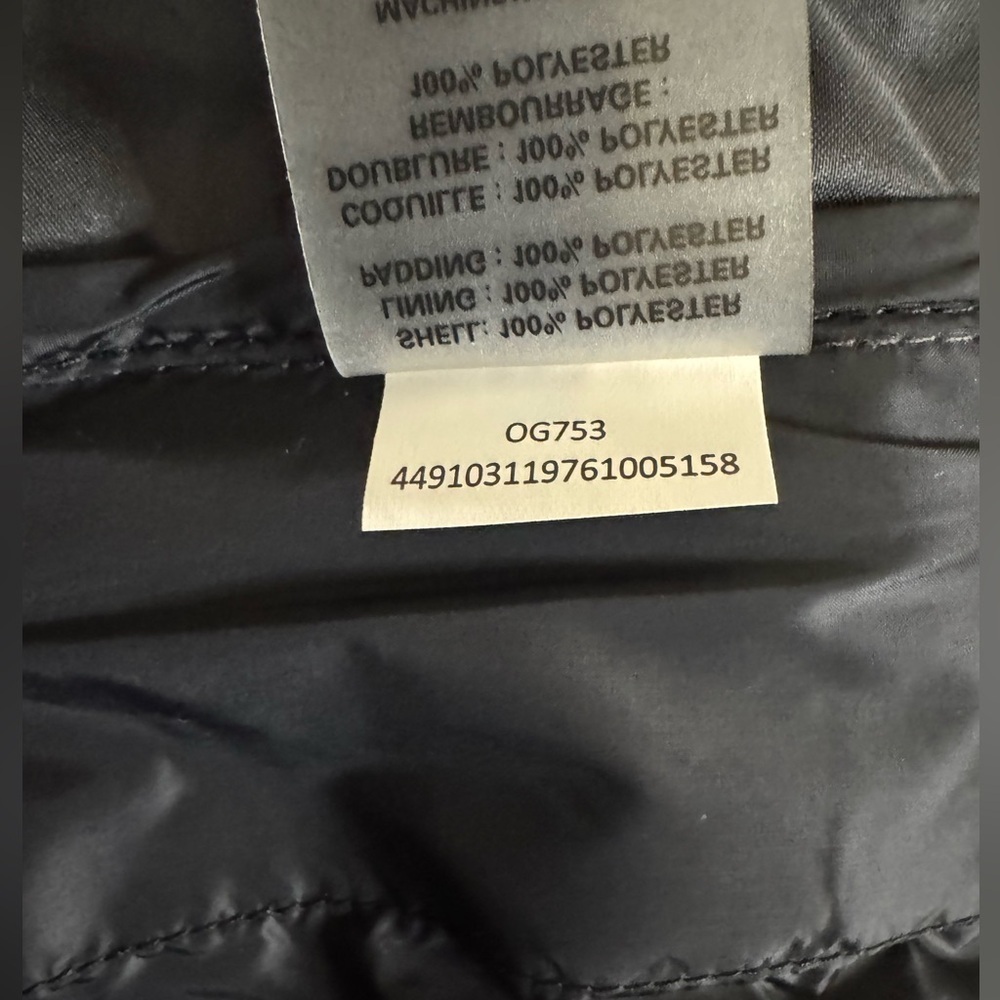 SHELL: 100% POLYESTER
LINING : 100% POLYESTER
PADDING : 100% POLYESTER
COQUILLE : 100% POLYESTER
DOUBLURE : 100% POLYESTER
REMBOURRAGE :
100% POLYESTER
MACHINE
OG753
449103119761005158